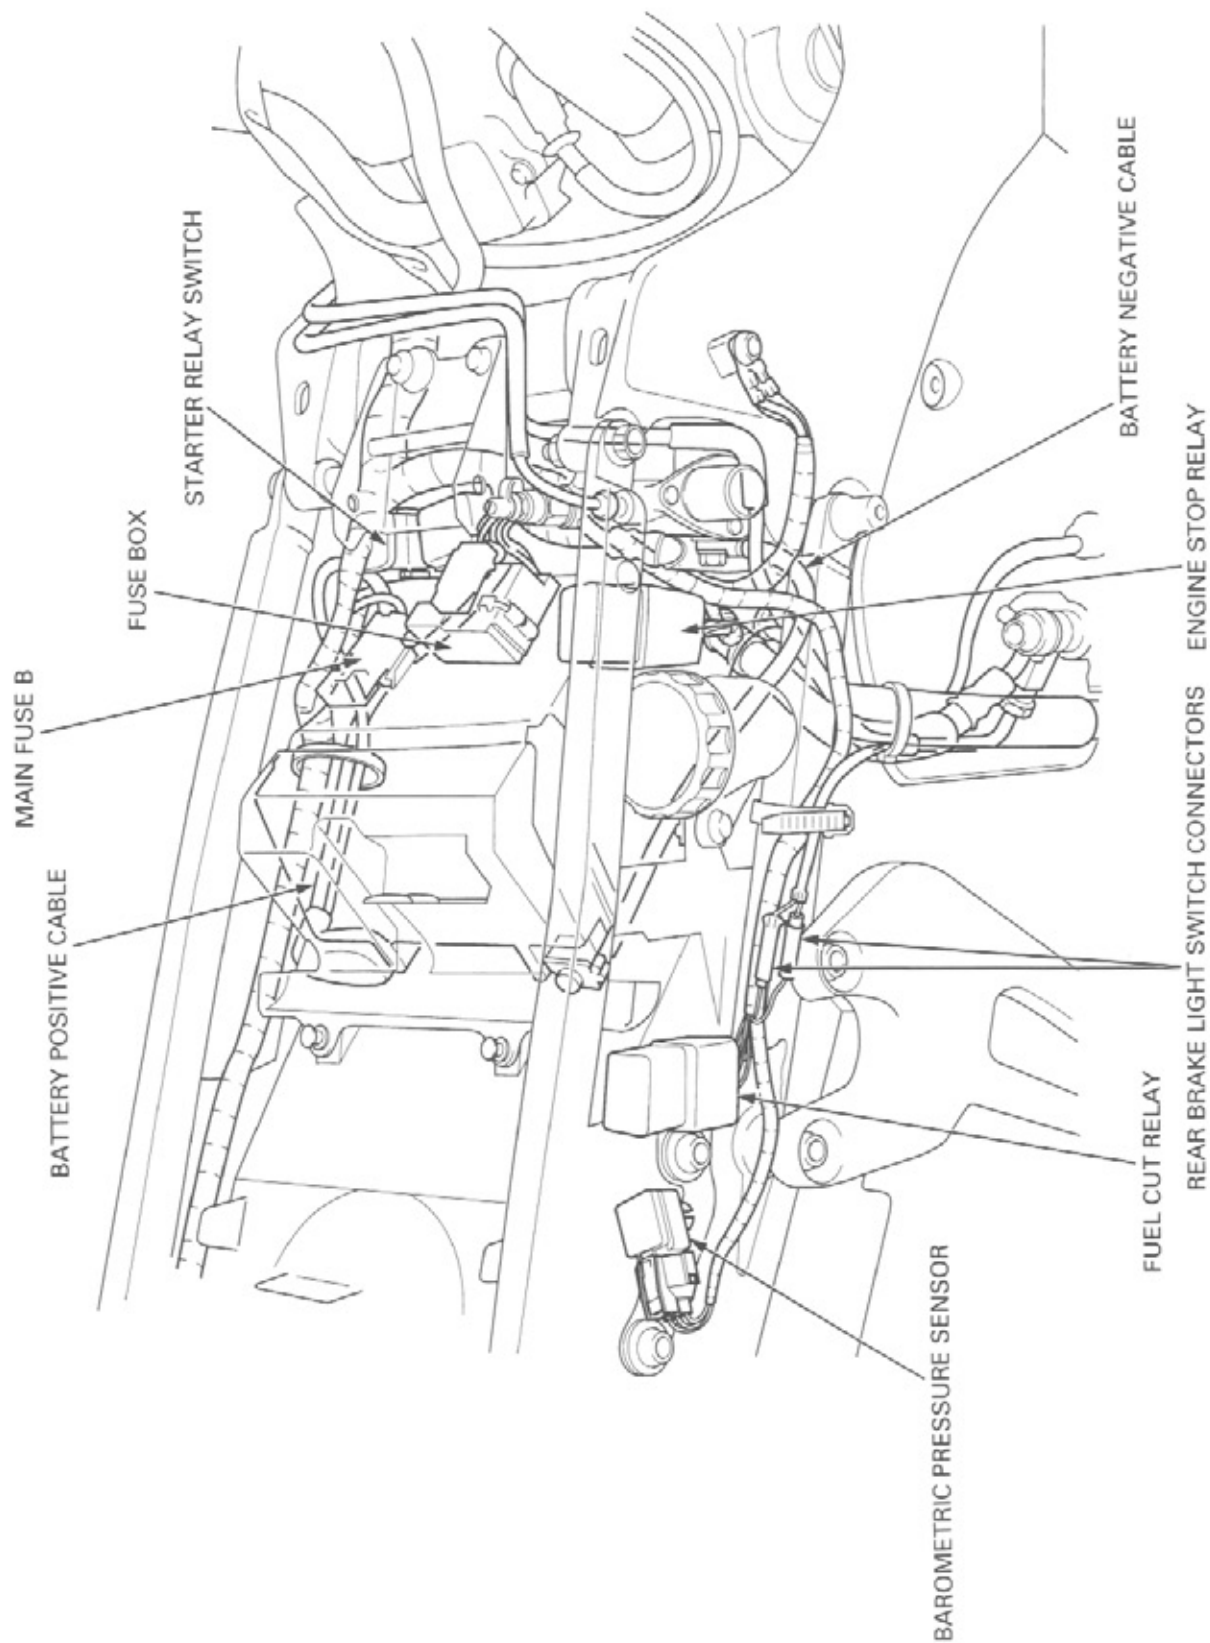 MAIN FUSE B
BATTERY POSITIVE CABLE
FUSE BOX
STARTER RELAY SWITCH
BAROMETRIC PRESSURE SENSOR
FUEL CUT RELAY
REAR BRAKE LIGHT SWITCH CONNECTORS
ENGINE STOP RELAY
BATTERY NEGATIVE CABLE